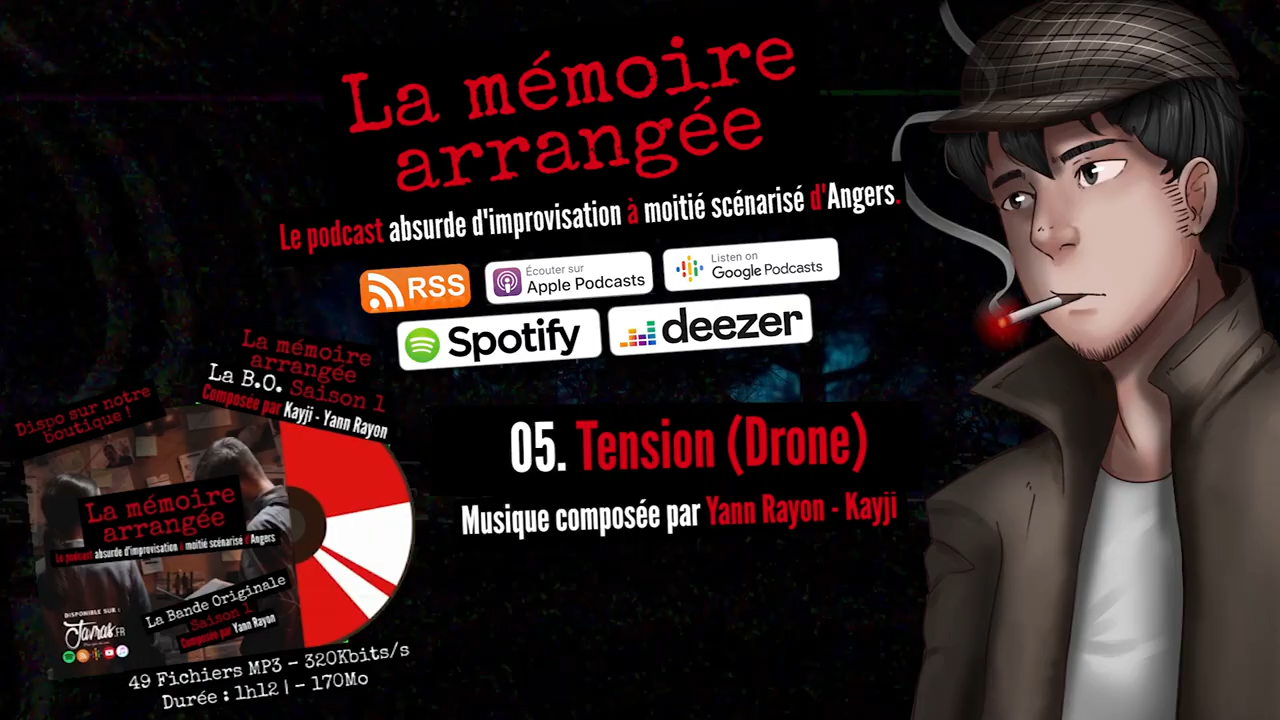 La mémoire
arrangée
Le podcast absurde d'improvisation à moitié scénarisé d'Angers.
RSS
Écouter sur
Apple Podcasts
Listen on
Google Podcasts
Spotify
deezer
05. Tension (Drone)
Musique composée par Yann Rayon - Kayji
La mémoire
arrangée
La B.O. Saison 1
Composée par Kayji - Yann Rayon
Dispo sur notre
boutique !
La mémoire
arrangée
Le podcast absurde d'improvisation à moitié scénarisé d'Angers
La Bande Originale
Saison 1
Composée par Yann Rayon
DISPONIBLE SUR :
Javras.FR
49 Fichiers MP3 - 320Kbits/s
Durée : 1h12 | - 170Mo